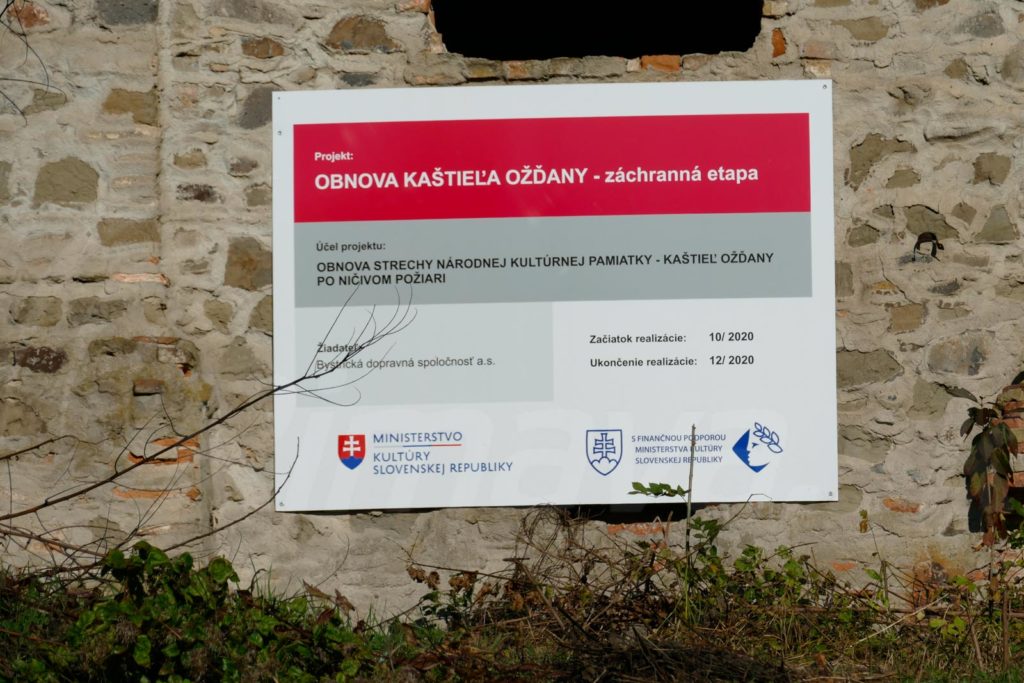 Projekt:
OBNOVA KAŠTIEĽA OŽĎANY - záchranná etapa
Účel projektu:
OBNOVA STRECHY NÁRODNEJ KULTÚRNEJ PAMIATKY - KAŠTIEĽ OŽĎANY
PO NIČIVOM POŽIARI
Žiadateľ:
Bystrická dopravná spoločnosť a.s.
Začiatok realizácie: 10/ 2020
Ukončenie realizácie: 12/ 2020
MINISTERSTVO
KULTÚRY
SLOVENSKEJ REPUBLIKY
S FINANČNOU PODPOROU
MINISTERSTVA KULTÚRY
SLOVENSKEJ REPUBLIKY